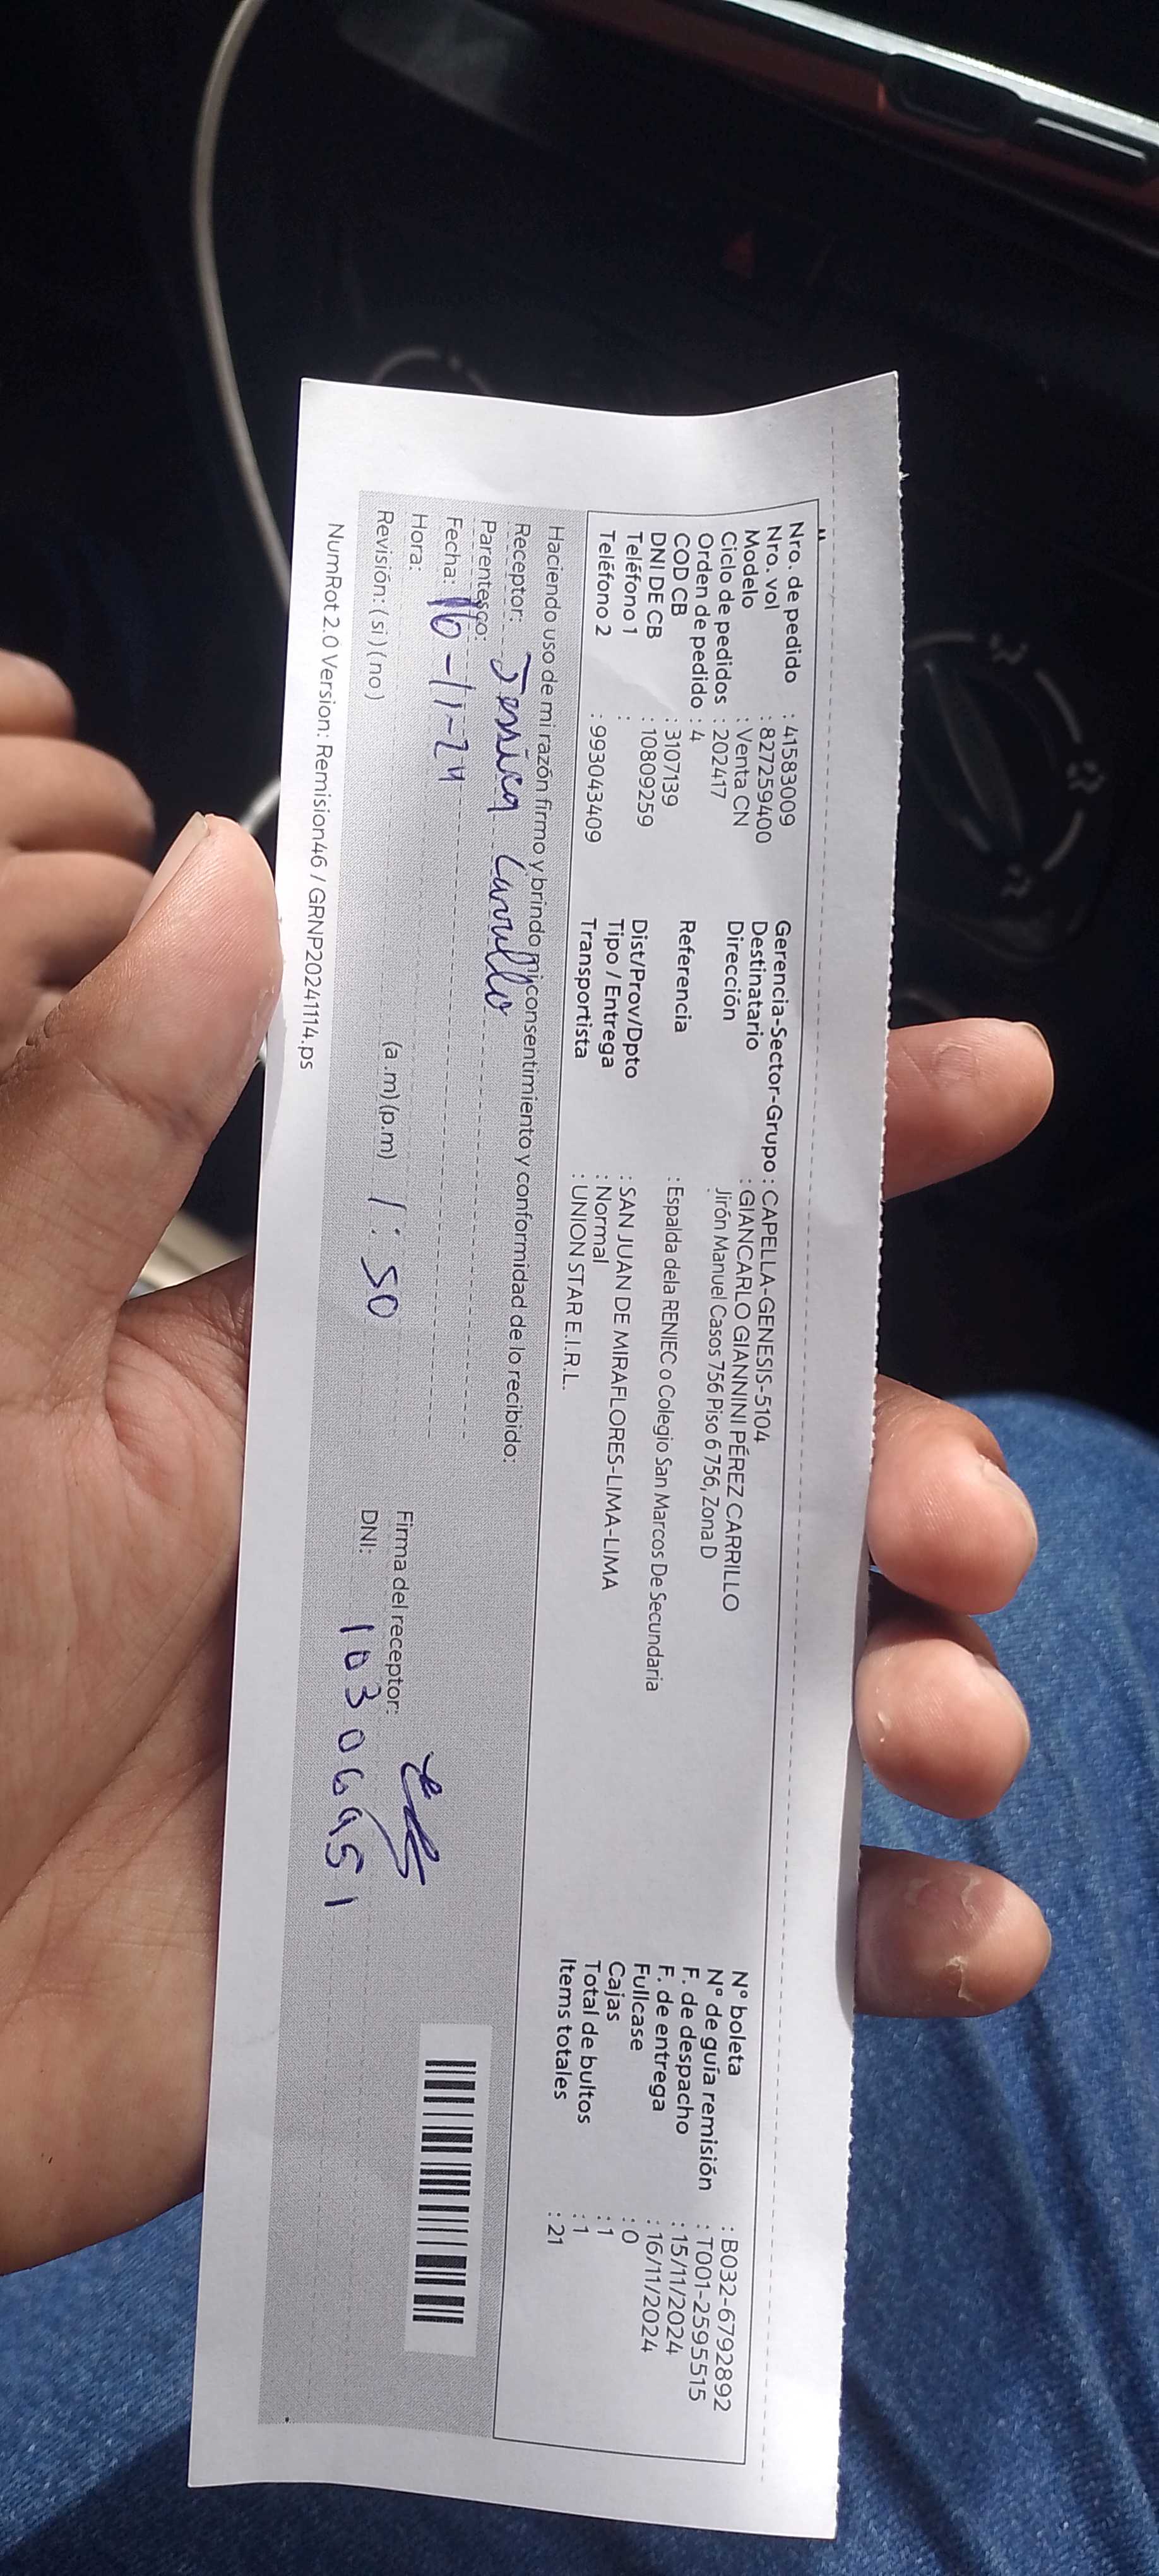 Nro. de pedido : 41583009
Nro. vol : 827259400
Modelo : Venta CN
Ciclo de pedidos : 202417
Orden de pedido : 4
COD CB : 3107139
DNI DE CB : 10809259
Teléfono 1 :
Teléfono 2 : 993043409
Gerencia-Sector-Grupo : CAPELLA-GENESIS-5104
Destinatario : GIANCARLO GIANNINI PÉREZ CARRILLO
Dirección : Jirón Manuel Casos 756 Piso 6 756, Zona D
Referencia : Espalda dela RENIEC o Colegio San Marcos De Secundaria
Dist/Prov/Dpto : SAN JUAN DE MIRAFLORES-LIMA-LIMA
Tipo / Entrega : Normal
Transportista : UNION STAR E.I.R.L.
N° boleta : B032-6792892
N° de guía remisión : T001-2595515
F. de despacho : 15/11/2024
F. de entrega : 16/11/2024
Fullcase : 0
Cajas : 1
Total de bultos : 1
Items totales : 21
Haciendo uso de mi razón firmo y brindo mi consentimiento y conformidad de lo recibido:
Receptor: Jessica Carrillo
Parentesco:
Fecha: 16-11-24
Hora: (a.m) (p.m) 1:50
Revisión: ( si ) ( no )
Firma del receptor:
DNI: 10306951
NumRot 2.0 Version: Remision46 / GRNP20241114.ps